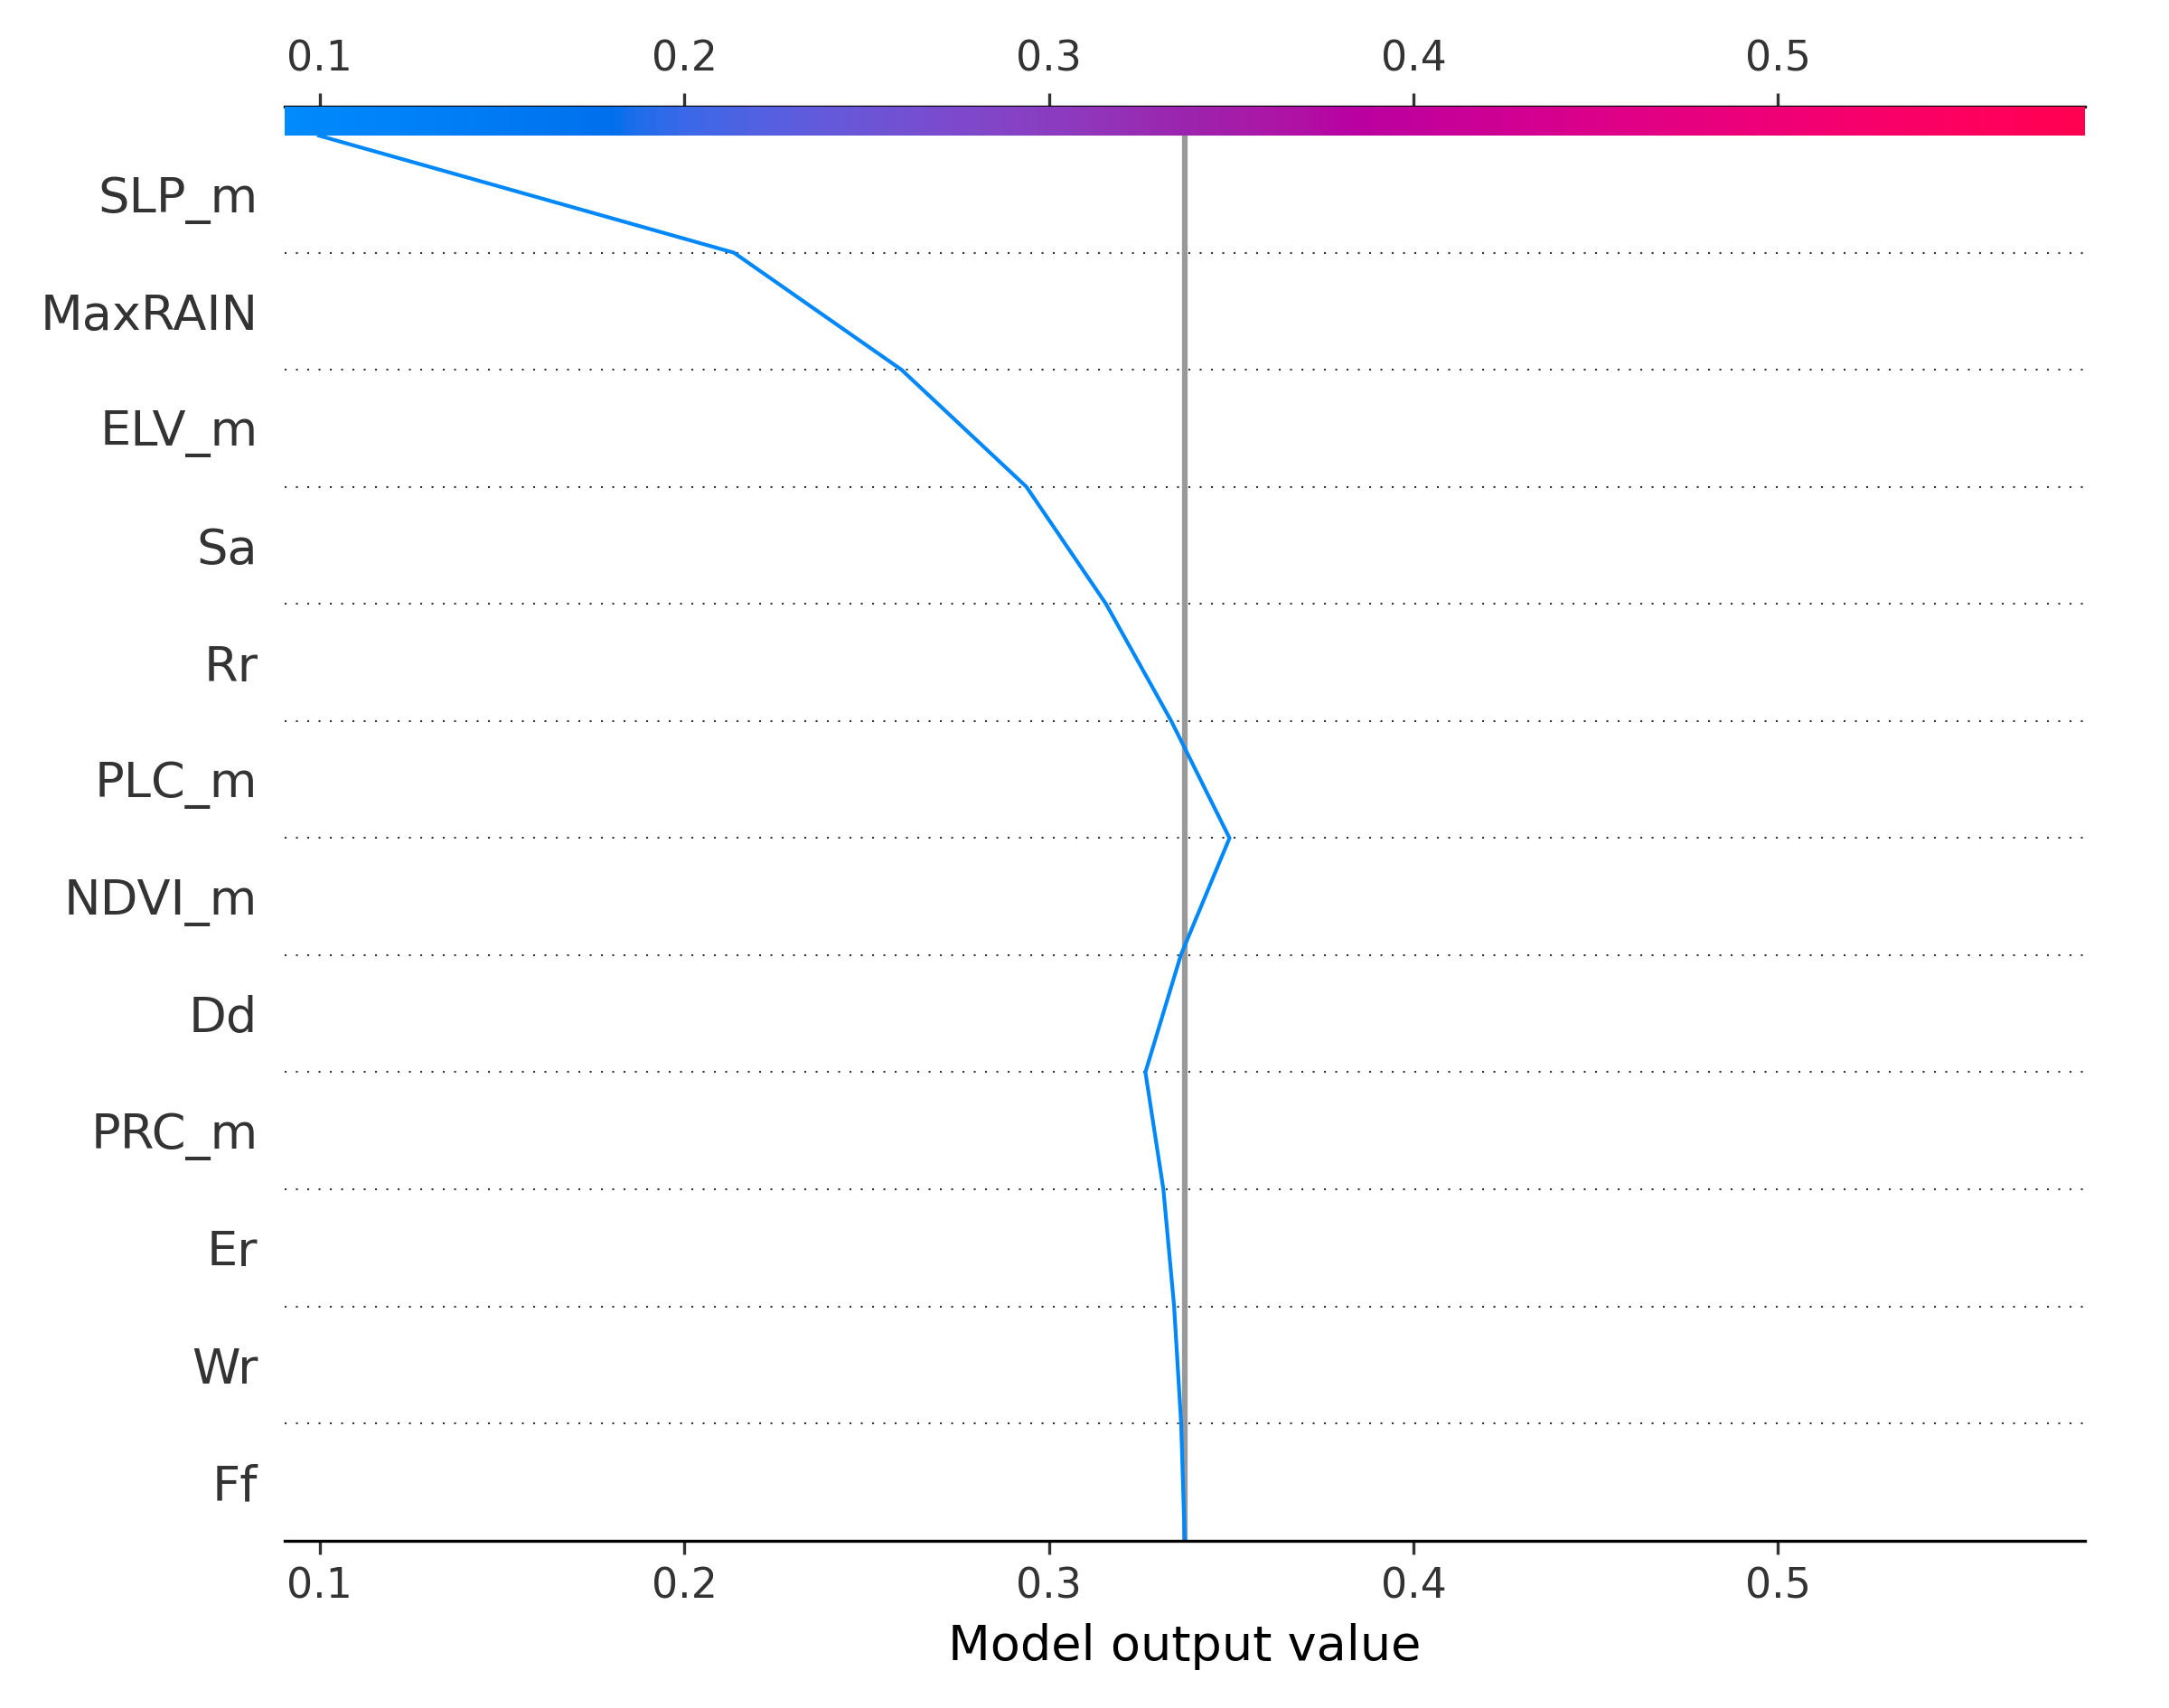 0.1 0.2 0.3 0.4 0.5
SLP_m
MaxRAIN
ELV_m
Sa
Rr
PLC_m
NDVI_m
Dd
PRC_m
Er
Wr
Ff
0.1 0.2 0.3 0.4 0.5
Model output value